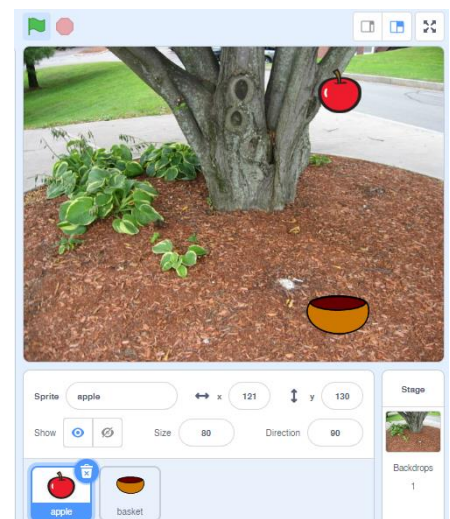 Sprite apple x 121 y 130
Show Size 80 Direction 90
apple basket
Stage
Backdrops
1